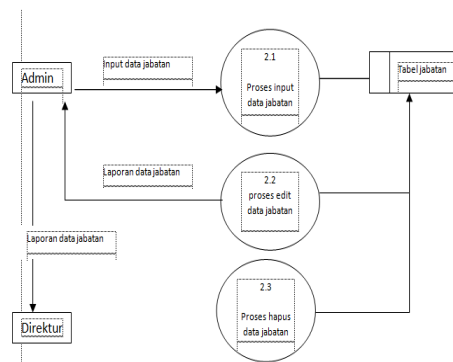 Input data jabatan
2.1
Proses input
data jabatan
Admin
Tabel jabatan
Laporan data jabatan
2.2
proses edit
data jabatan
Laporan data jabatan
2.3
Proses hapus
data jabatan
Direktur